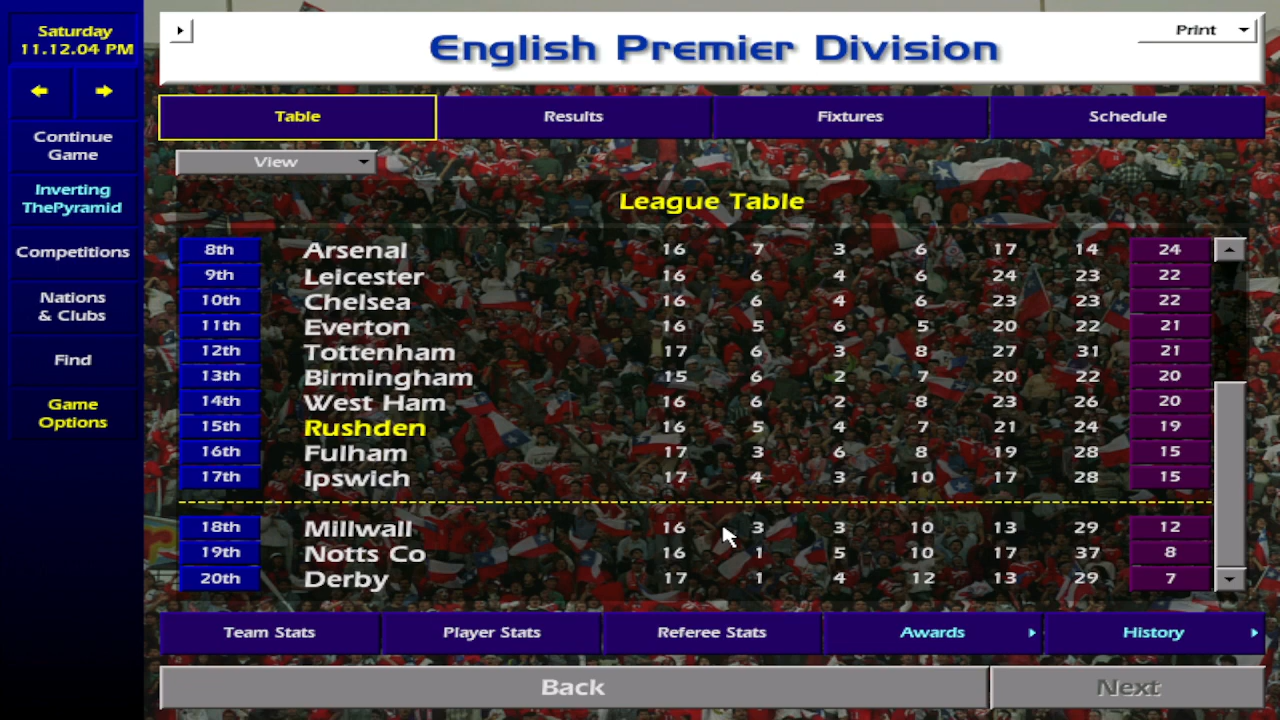 Saturday
11.12.04 PM
Continue
Game
Inverting
ThePyramid
Competitions
Nations
& Clubs
Find
Game
Options
English Premier Division
Print
Table Results Fixtures Schedule
View
League Table
8th Arsenal 16 7 3 6 17 14 24
9th Leicester 16 6 4 6 24 23 22
10th Chelsea 16 6 4 6 23 23 22
11th Everton 16 5 6 5 20 22 21
12th Tottenham 17 6 3 8 27 31 21
13th Birmingham 15 6 2 7 20 22 20
14th West Ham 16 6 2 8 23 26 20
15th Rushden 16 5 4 7 21 24 19
16th Fulham 17 3 6 8 19 28 15
17th Ipswich 17 4 3 10 17 28 15
18th Millwall 16 3 3 10 13 29 12
19th Notts Co 16 1 5 10 17 37 8
20th Derby 17 1 4 12 13 29 7
Team Stats Player Stats Referee Stats Awards History
Back Next